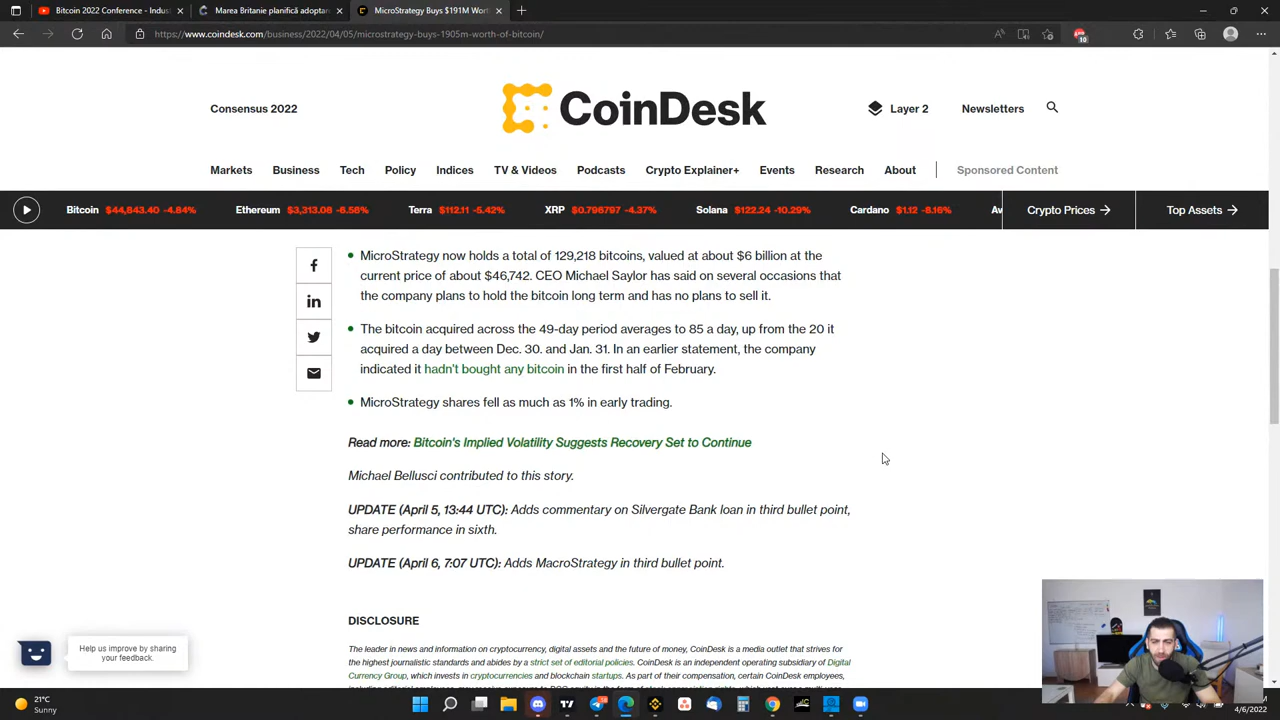 Bitcoin 2022 Conference - Indust
Marea Britanie planifică adoptar
MicroStrategy Buys $191M Worth
https://www.coindesk.com/business/2022/04/05/microstrategy-buys-1905m-worth-of-bitcoin/
10
Consensus 2022
CoinDesk
Layer 2
Newsletters
Markets Business Tech Policy Indices TV & Videos Podcasts Crypto Explainer+ Events Research About Sponsored Content
Bitcoin $44,843.40 -4.84% Ethereum $3,313.08 -6.58% Terra $112.11 -5.42% XRP $0.796797 -4.37% Solana $122.24 -10.29% Cardano $1.12 -8.16% Av Crypto Prices → Top Assets →
MicroStrategy now holds a total of 129,218 bitcoins, valued at about $6 billion at the
current price of about $46,742. CEO Michael Saylor has said on several occasions that
the company plans to hold the bitcoin long term and has no plans to sell it.
The bitcoin acquired across the 49-day period averages to 85 a day, up from the 20 it
acquired a day between Dec. 30. and Jan. 31. In an earlier statement, the company
indicated it hadn't bought any bitcoin in the first half of February.
MicroStrategy shares fell as much as 1% in early trading.
Read more: Bitcoin's Implied Volatility Suggests Recovery Set to Continue
Michael Bellusci contributed to this story.
UPDATE (April 5, 13:44 UTC): Adds commentary on Silvergate Bank loan in third bullet point,
share performance in sixth.
UPDATE (April 6, 7:07 UTC): Adds MacroStrategy in third bullet point.
DISCLOSURE
The leader in news and information on cryptocurrency, digital assets and the future of money, CoinDesk is a media outlet that strives for
the highest journalistic standards and abides by a strict set of editorial policies. CoinDesk is an independent operating subsidiary of Digital
Currency Group, which invests in cryptocurrencies and blockchain startups. As part of their compensation, certain CoinDesk employees,
Help us improve by sharing
your feedback.
21°C
Sunny
4/6/2022